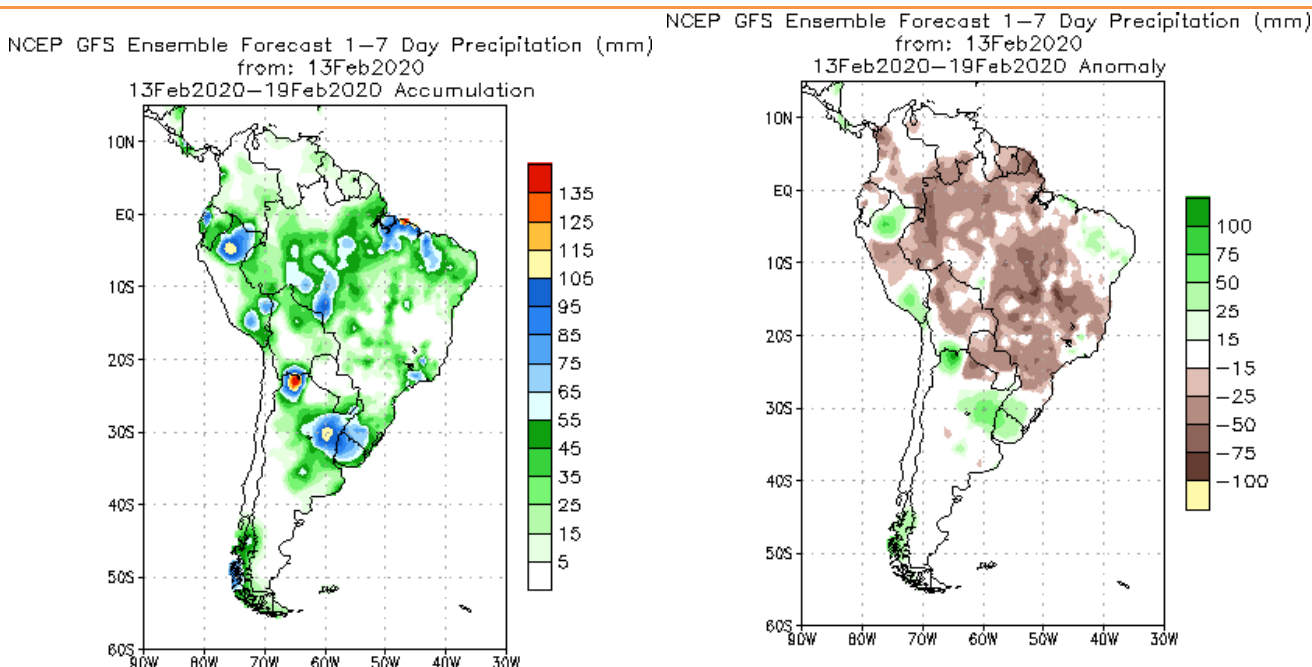 NCEP GFS Ensemble Forecast 1–7 Day Precipitation (mm)
from: 13Feb2020
13Feb2020–19Feb2020 Accumulation
10N
EQ
10S
20S
30S
40S
50S
60S
90W
80W
70W
60W
50W
40W
30W
135
125
115
105
95
85
75
65
55
45
35
25
15
5
NCEP GFS Ensemble Forecast 1–7 Day Precipitation (mm)
from: 13Feb2020
13Feb2020–19Feb2020 Anomaly
10N
EQ
10S
20S
30S
40S
50S
60S
90W
80W
70W
60W
50W
40W
30W
100
75
50
25
15
−15
−25
−50
−75
−100